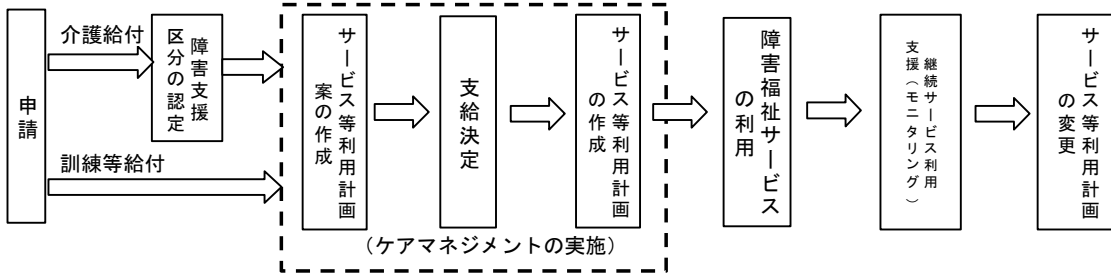 申請
介護給付
訓練等給付
障害支援
区分の認定
サービス等利用計画
案の作成
支給決定
サービス等利用計画
の作成
(ケアマネジメントの実施)
障害福祉サービス
の利用
継続サービス利用
支援(モニタリング)
サービス等利用計画
の変更